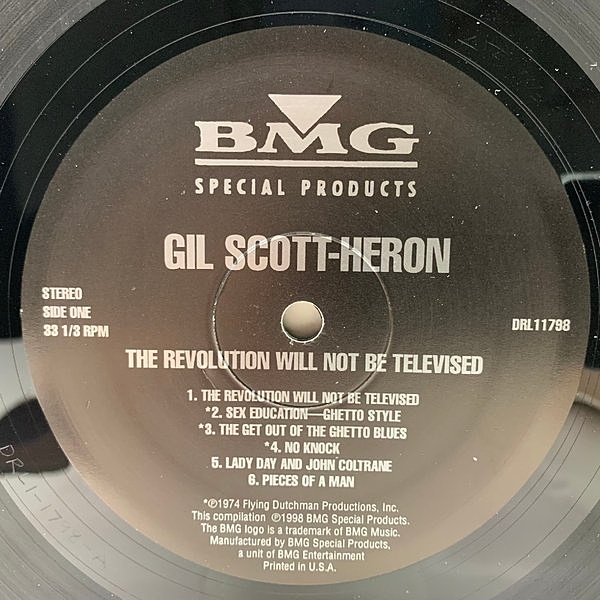 BMG
SPECIAL PRODUCTS
GIL SCOTT-HERON
STEREO
SIDE ONE
33 1/3 RPM
DRL11798
THE REVOLUTION WILL NOT BE TELEVISED
1. THE REVOLUTION WILL NOT BE TELEVISED
*2. SEX EDUCATION—GHETTO STYLE
*3. THE GET OUT OF THE GHETTO BLUES
*4. NO KNOCK
5. LADY DAY AND JOHN COLTRANE
6. PIECES OF A MAN
*℗1974 Flying Dutchman Productions, Inc.
This compilation ℗1998 BMG Special Products.
The BMG logo is a trademark of BMG Music.
Manufactured by BMG Special Products,
a unit of BMG Entertainment
Printed in U.S.A.